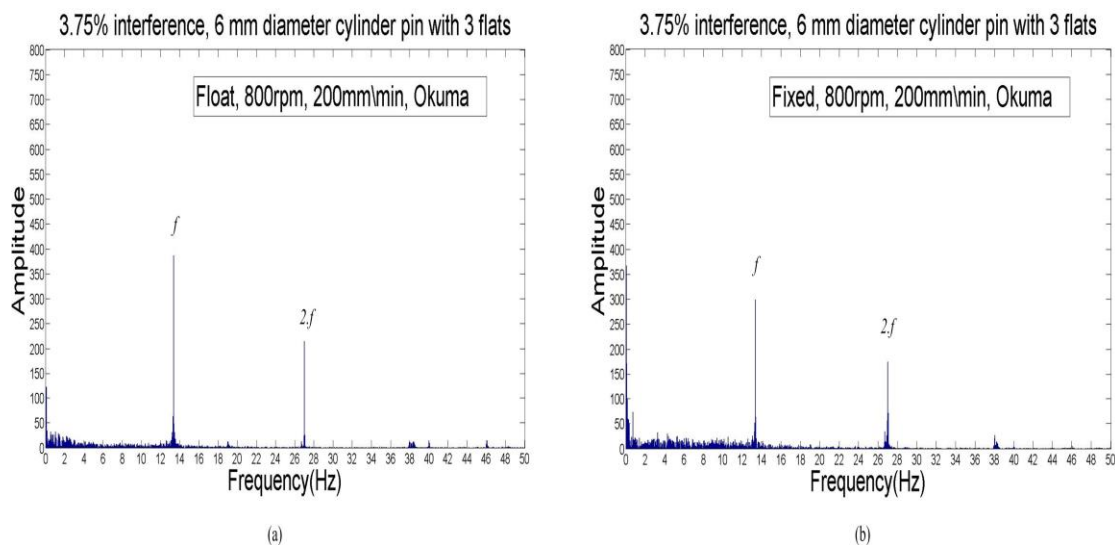 3.75% interference, 6 mm diameter cylinder pin with 3 flats
800
750
700
650
600
550
500
450
400
350
300
250
200
150
100
50
0
Amplitude
Float, 800rpm, 200mm\min, Okuma
f
2.f
0 2 4 6 8 10 12 14 16 18 20 22 24 26 28 30 32 34 36 38 40 42 44 46 48 50
Frequency(Hz)
(a)
3.75% interference, 6 mm diameter cylinder pin with 3 flats
800
750
700
650
600
550
500
450
400
350
300
250
200
150
100
50
0
Amplitude
Fixed, 800rpm, 200mm\min, Okuma
f
2.f
0 2 4 6 8 10 12 14 16 18 20 22 24 26 28 30 32 34 36 38 40 42 44 46 48 50
Frequency(Hz)
(b)